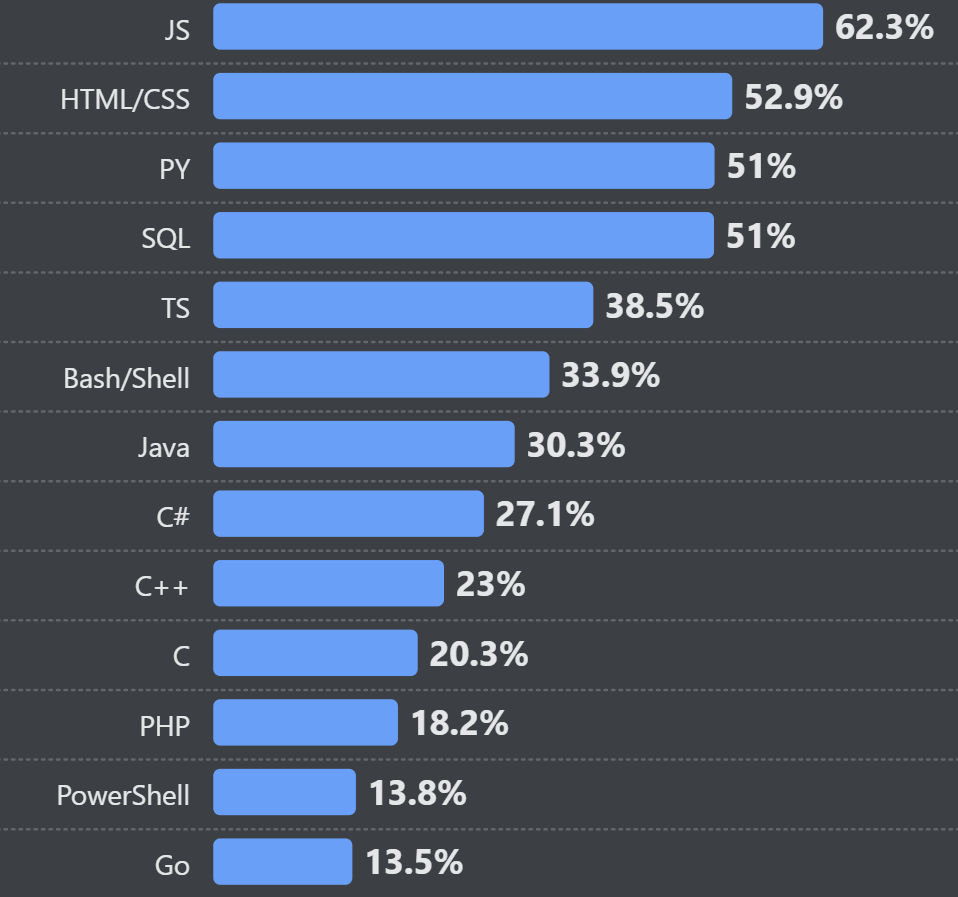 JS 62.3%
HTML/CSS 52.9%
PY 51%
SQL 51%
TS 38.5%
Bash/Shell 33.9%
Java 30.3%
C# 27.1%
C++ 23%
C 20.3%
PHP 18.2%
PowerShell 13.8%
Go 13.5%